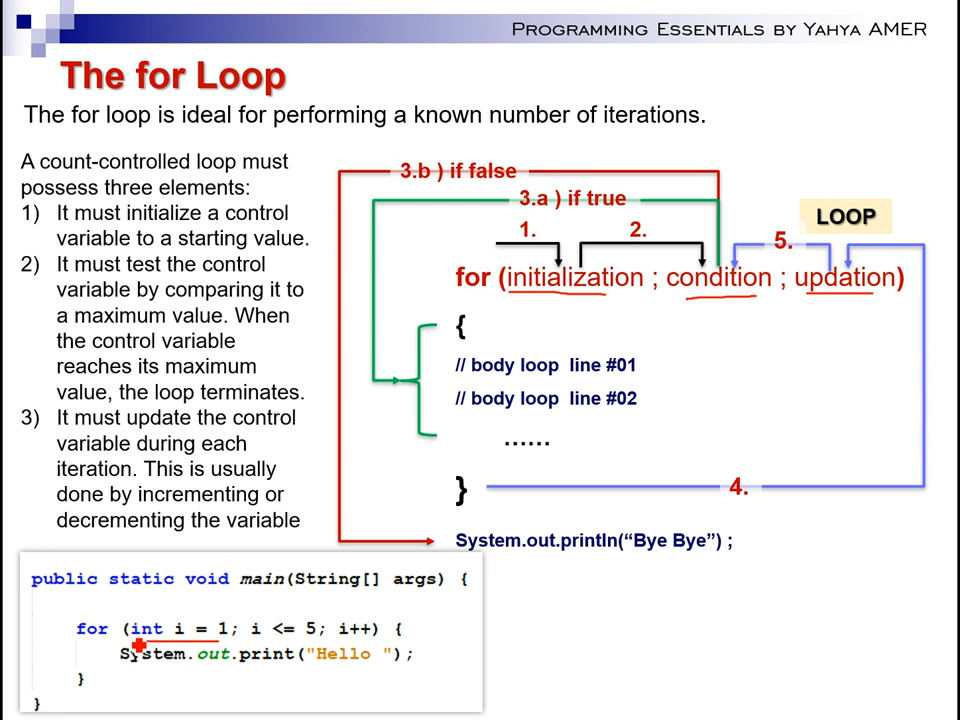 PROGRAMMING ESSENTIALS BY YAHYA AMER
The for Loop
The for loop is ideal for performing a known number of iterations.
A count-controlled loop must
possess three elements:
1) It must initialize a control
variable to a starting value.
2) It must test the control
variable by comparing it to
a maximum value. When
the control variable
reaches its maximum
value, the loop terminates.
3) It must update the control
variable during each
iteration. This is usually
done by incrementing or
decrementing the variable
3.b ) if false
3.a ) if true
1.
2.
LOOP
5.
for (initialization ; condition ; updation)
{
// body loop line #01
// body loop line #02
......
}
4.
System.out.println(“Bye Bye”) ;
public static void main(String[] args) {
for (int i = 1; i <= 5; i++) {
System.out.print("Hello ");
}
}